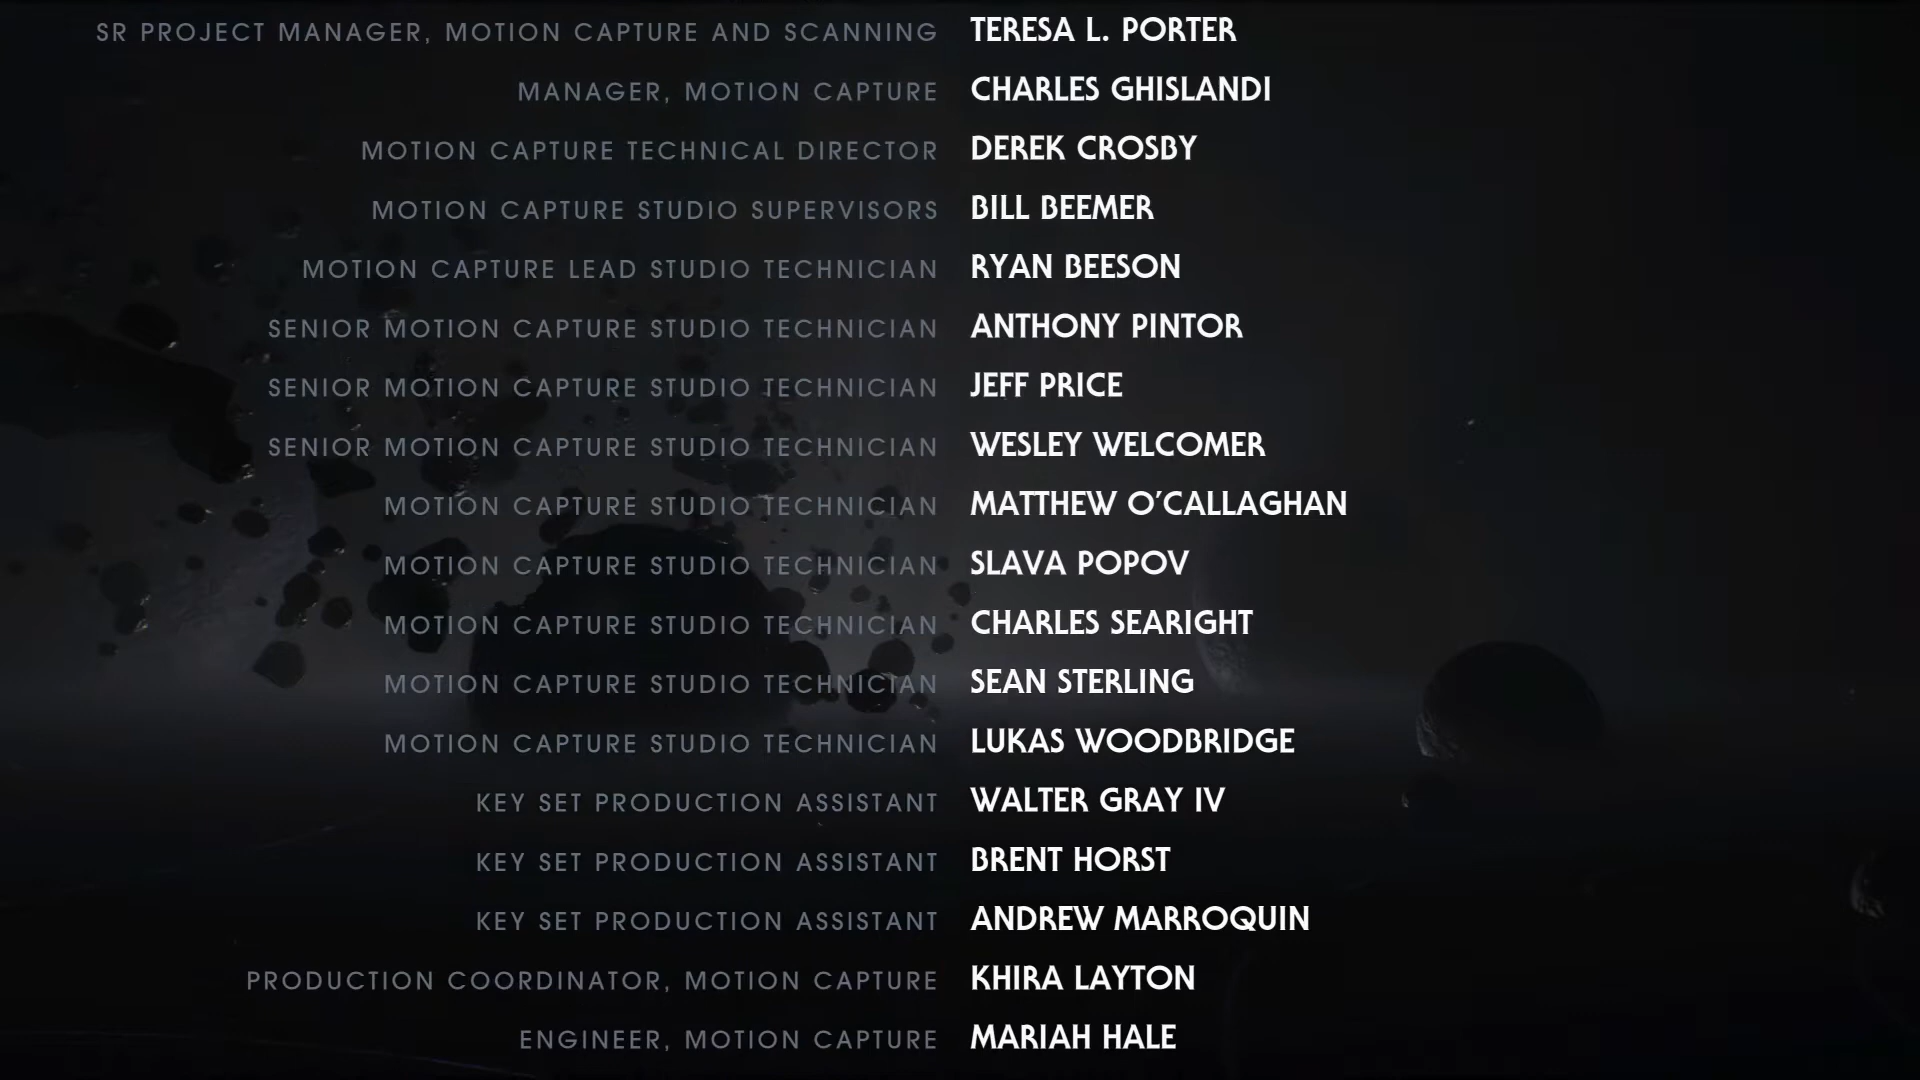 SR PROJECT MANAGER, MOTION CAPTURE AND SCANNING TERESA L. PORTER
MANAGER, MOTION CAPTURE CHARLES GHISLANDI
MOTION CAPTURE TECHNICAL DIRECTOR DEREK CROSBY
MOTION CAPTURE STUDIO SUPERVISORS BILL BEEMER
MOTION CAPTURE LEAD STUDIO TECHNICIAN RYAN BEESON
SENIOR MOTION CAPTURE STUDIO TECHNICIAN ANTHONY PINTOR
SENIOR MOTION CAPTURE STUDIO TECHNICIAN JEFF PRICE
SENIOR MOTION CAPTURE STUDIO TECHNICIAN WESLEY WELCOMER
MOTION CAPTURE STUDIO TECHNICIAN MATTHEW O'CALLAGHAN
MOTION CAPTURE STUDIO TECHNICIAN SLAVA POPOV
MOTION CAPTURE STUDIO TECHNICIAN CHARLES SEARIGHT
MOTION CAPTURE STUDIO TECHNICIAN SEAN STERLING
MOTION CAPTURE STUDIO TECHNICIAN LUKAS WOODBRIDGE
KEY SET PRODUCTION ASSISTANT WALTER GRAY IV
KEY SET PRODUCTION ASSISTANT BRENT HORST
KEY SET PRODUCTION ASSISTANT ANDREW MARROQUIN
PRODUCTION COORDINATOR, MOTION CAPTURE KHIRA LAYTON
ENGINEER, MOTION CAPTURE MARIAH HALE